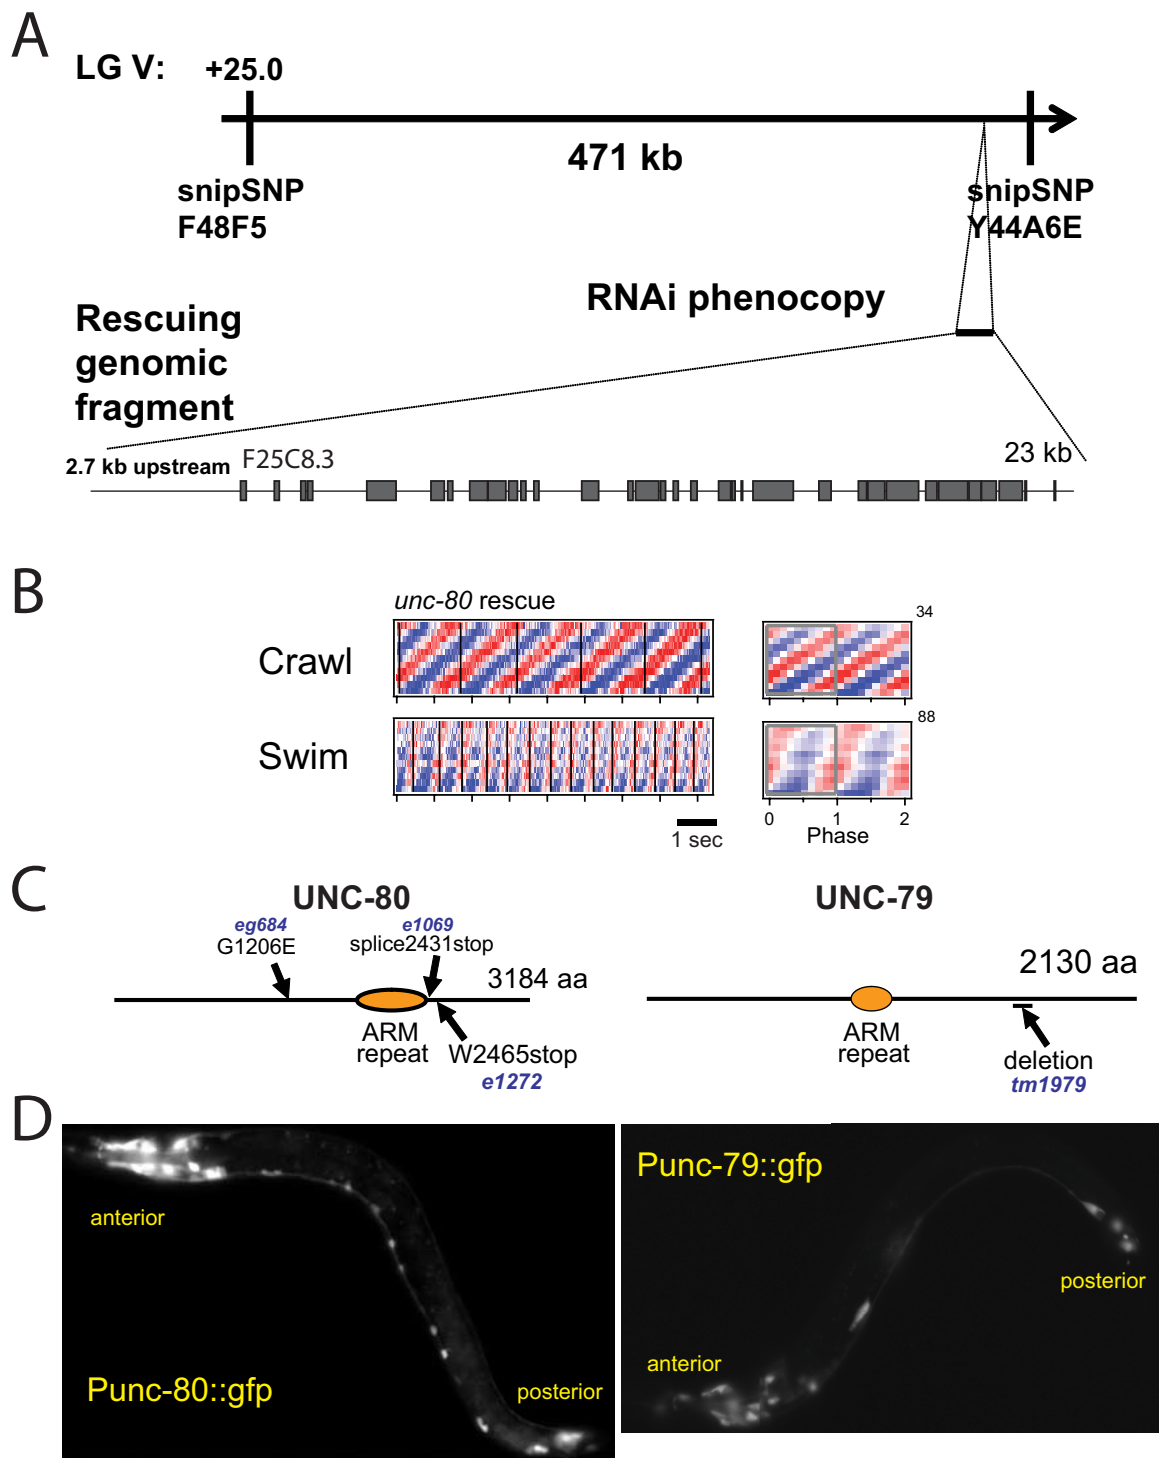 A
LG V: +25.0
471 kb
snipSNP
F48F5
snipSNP
Y44A6E
RNAi phenocopy
Rescuing
genomic
fragment
2.7 kb upstream
F25C8.3
23 kb
B
unc-80 rescue
Crawl
34
Swim
88
1 sec
0 1 2
Phase
C
UNC-80
eg684
G1206E
e1069
splice2431stop
3184 aa
ARM
repeat
W2465stop
e1272
UNC-79
2130 aa
ARM
repeat
deletion
tm1979
D
anterior
Punc-80::gfp
posterior
Punc-79::gfp
posterior
anterior